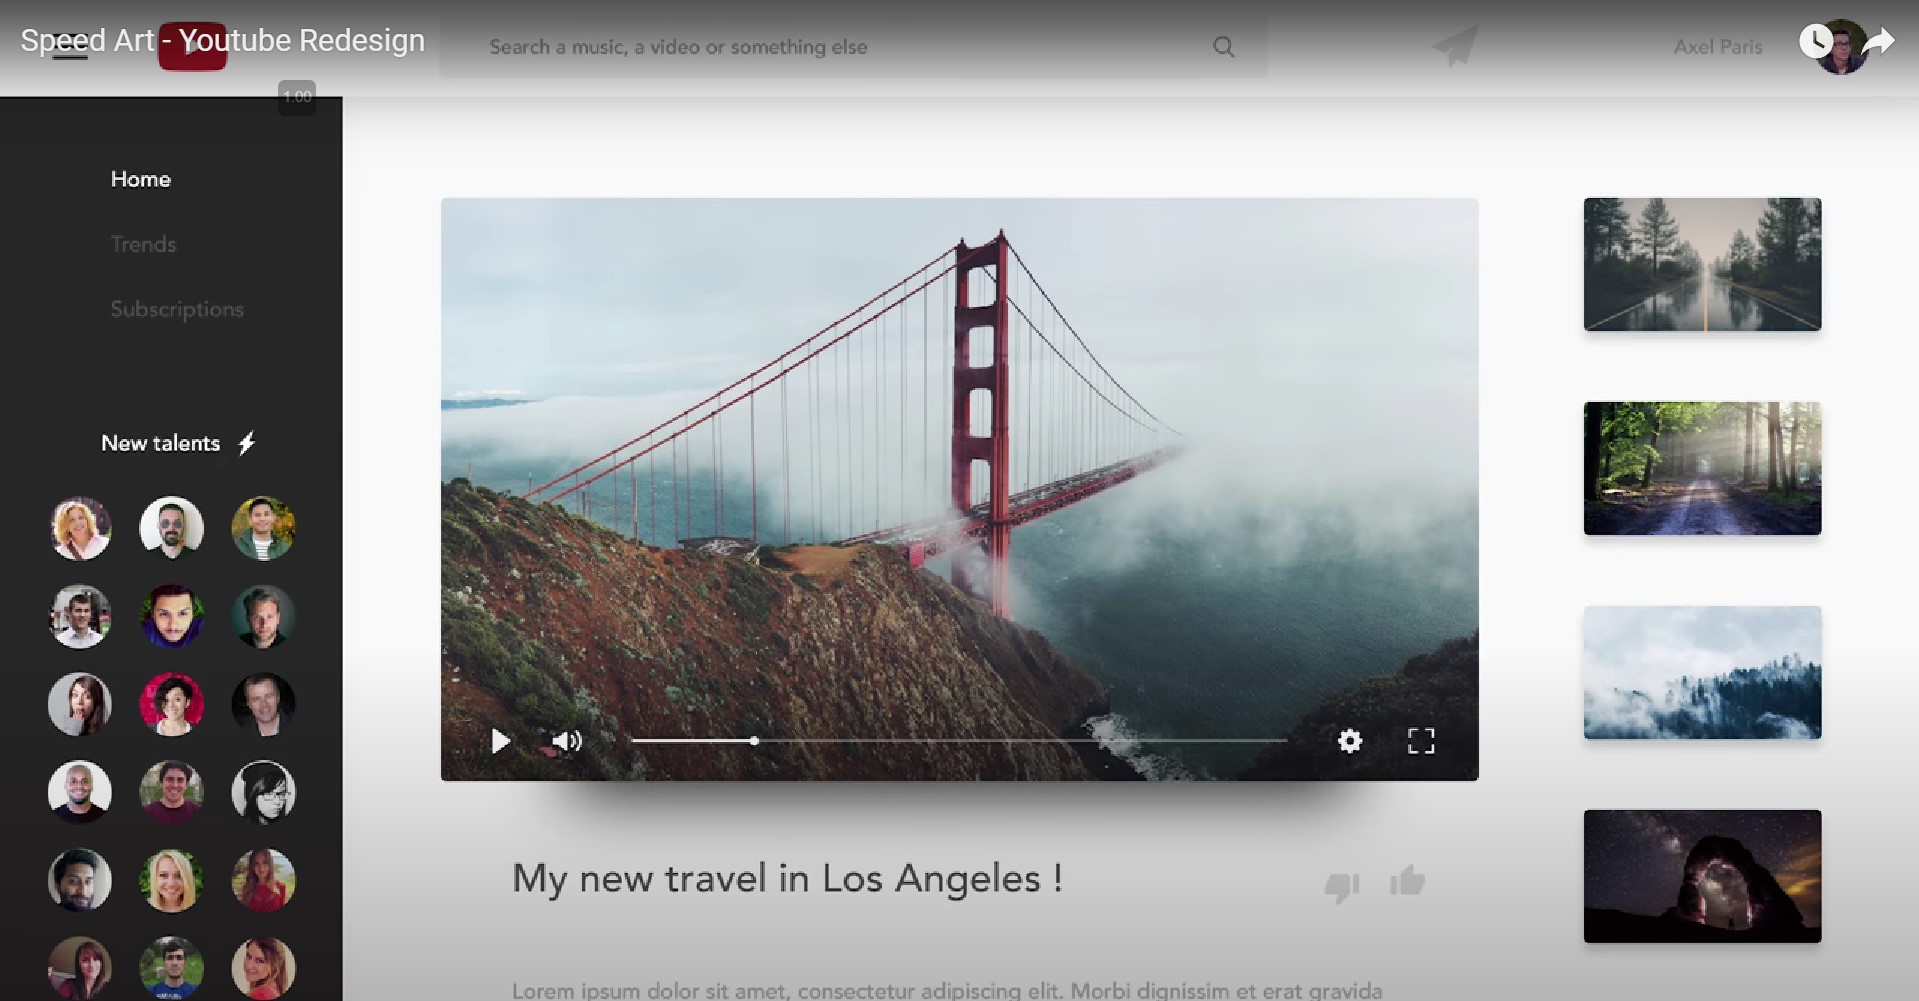 Speed Art - Youtube Redesign
Search a music, a video or something else
Axel Paris
1.00
Home
Trends
Subscriptions
New talents
My new travel in Los Angeles !
Lorem ipsum dolor sit amet, consectetur adipiscing elit. Morbi dignissim et erat gravida